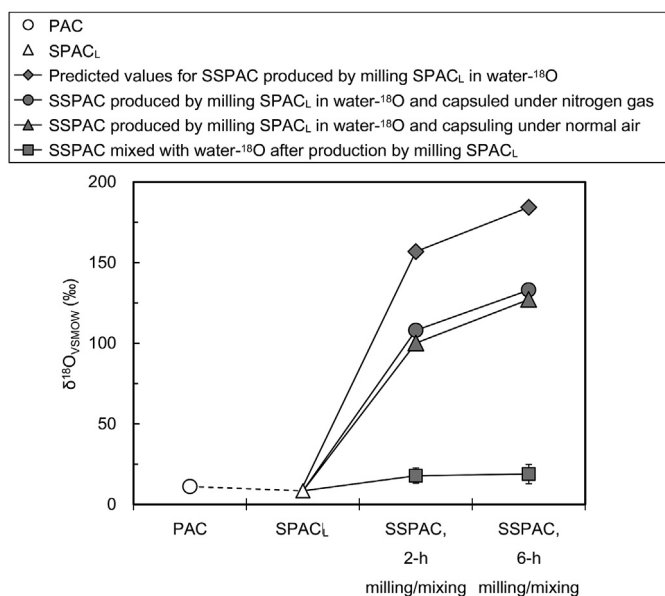 PAC
SPACL
Predicted values for SSPAC produced by milling SPACL in water-¹⁸O
SSPAC produced by milling SPACL in water-¹⁸O and capsuled under nitrogen gas
SSPAC produced by milling SPACL in water-¹⁸O and capsuling under normal air
SSPAC mixed with water-¹⁸O after production by milling SPACL
200
150
100
50
0
δ¹⁸OVSMOW (‰)
PAC SPACL SSPAC, SSPAC,
2-h 6-h
milling/mixing milling/mixing